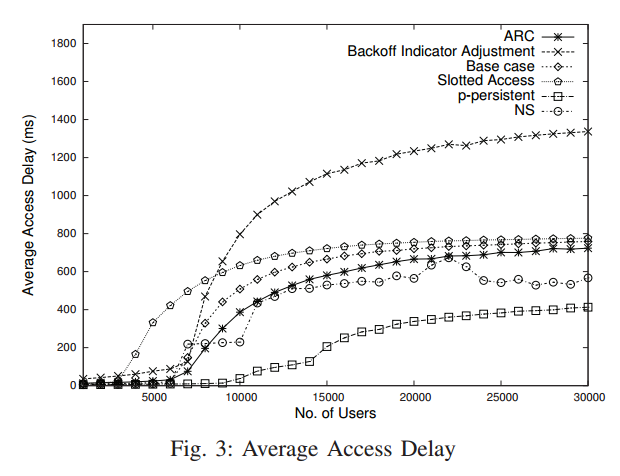 1800
1600
1400
1200
1000
800
600
400
200
0
Average Access Delay (ms)
ARC
Backoff Indicator Adjustment
Base case
Slotted Access
p-persistent
NS
5000 10000 15000 20000 25000 30000
No. of Users
Fig. 3: Average Access Delay